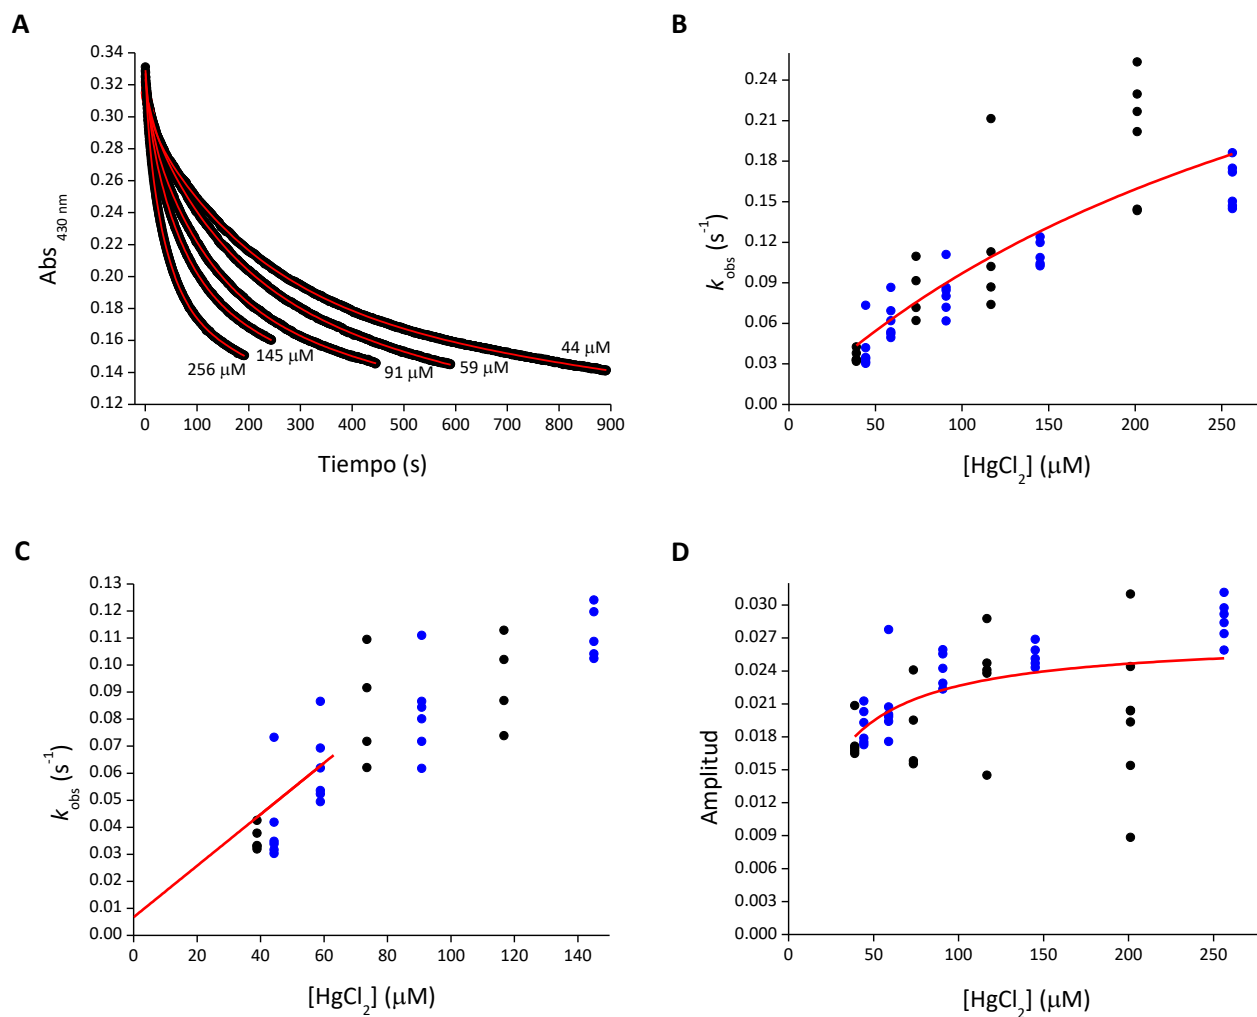 A
0.34
0.32
0.30
0.28
0.26
0.24
0.22
0.20
0.18
0.16
0.14
0.12
Abs 430 nm
256 µM
145 µM
91 µM
59 µM
44 µM
0 100 200 300 400 500 600 700 800 900
Tiempo (s)
B
0.24
0.21
0.18
0.15
0.12
0.09
0.06
0.03
0.00
kobs (s-1)
0 50 100 150 200 250
[HgCl2] (µM)
C
0.13
0.12
0.11
0.10
0.09
0.08
0.07
0.06
0.05
0.04
0.03
0.02
0.01
0.00
kobs (s-1)
0 20 40 60 80 100 120 140
[HgCl2] (µM)
D
0.030
0.027
0.024
0.021
0.018
0.015
0.012
0.009
0.006
0.003
0.000
Amplitud
0 50 100 150 200 250
[HgCl2] (µM)